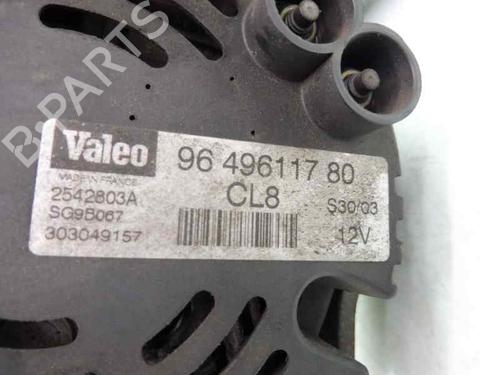 B-PARTS
Valeo
MADE IN FRANCE
96 496117 80
2542803A
CL8
S30/03
SG9B067
303049157
12V